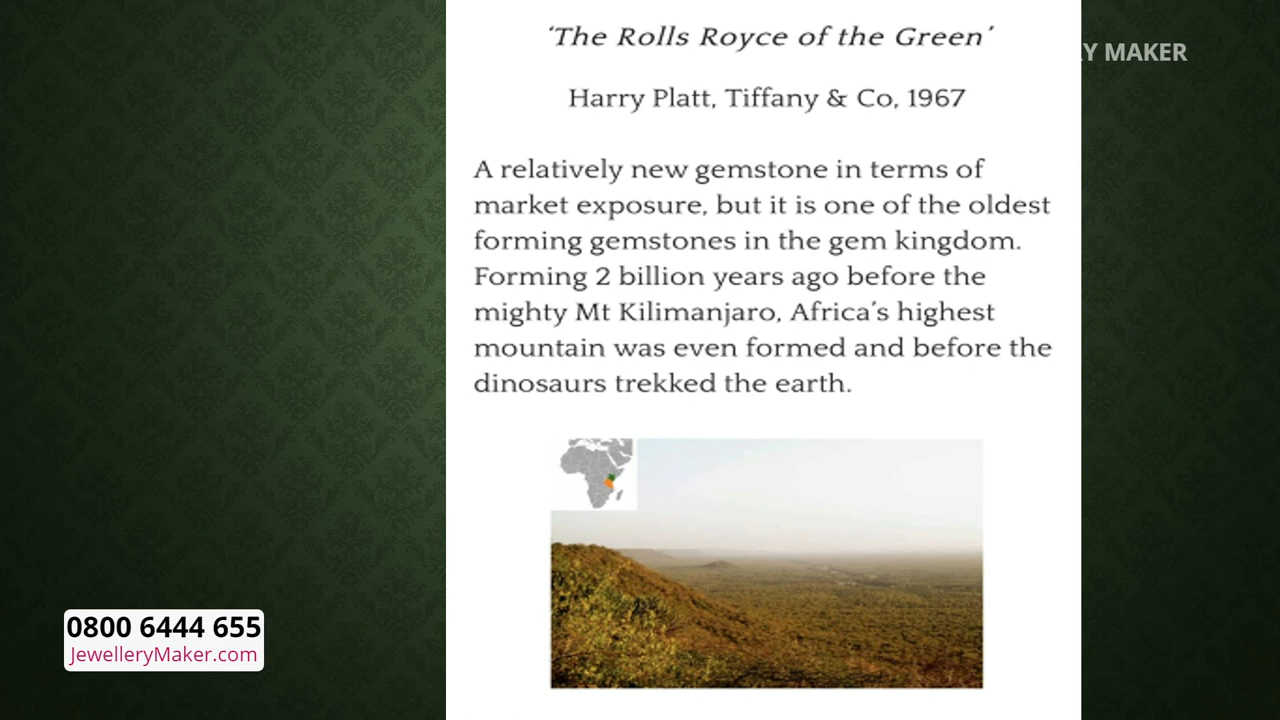 ‘The Rolls Royce of the Green’
RY MAKER
Harry Platt, Tiffany & Co, 1967
A relatively new gemstone in terms of
market exposure, but it is one of the oldest
forming gemstones in the gem kingdom.
Forming 2 billion years ago before the
mighty Mt Kilimanjaro, Africa’s highest
mountain was even formed and before the
dinosaurs trekked the earth.
0800 6444 655
JewelleryMaker.com